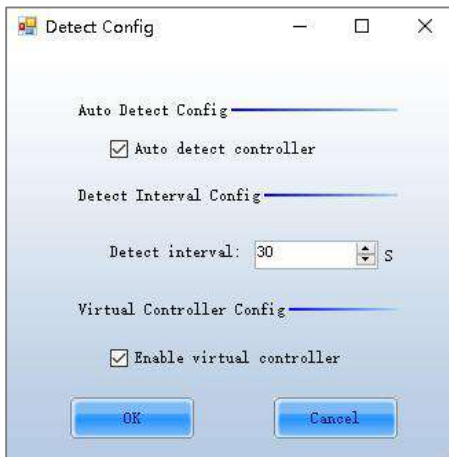 Detect Config
Auto Detect Config
Auto detect controller
Detect Interval Config
Detect interval: 30 S
Virtual Controller Config
Enable virtual controller
OK Cancel